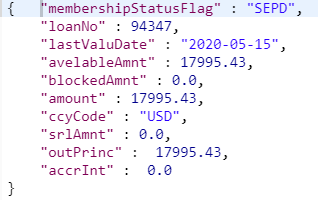 {   "membershipStatusFlag" : "SEPD",
    "loanNo" : 94347,
    "lastValuDate" : "2020-05-15",
    "avelableAmnt" : 17995.43,
    "blockedAmnt" : 0.0,
    "amount" : 17995.43,
    "ccyCode" : "USD",
    "srlAmnt" : 0.0,
    "outPrinc" :  17995.43,
    "accrInt" :  0.0
}